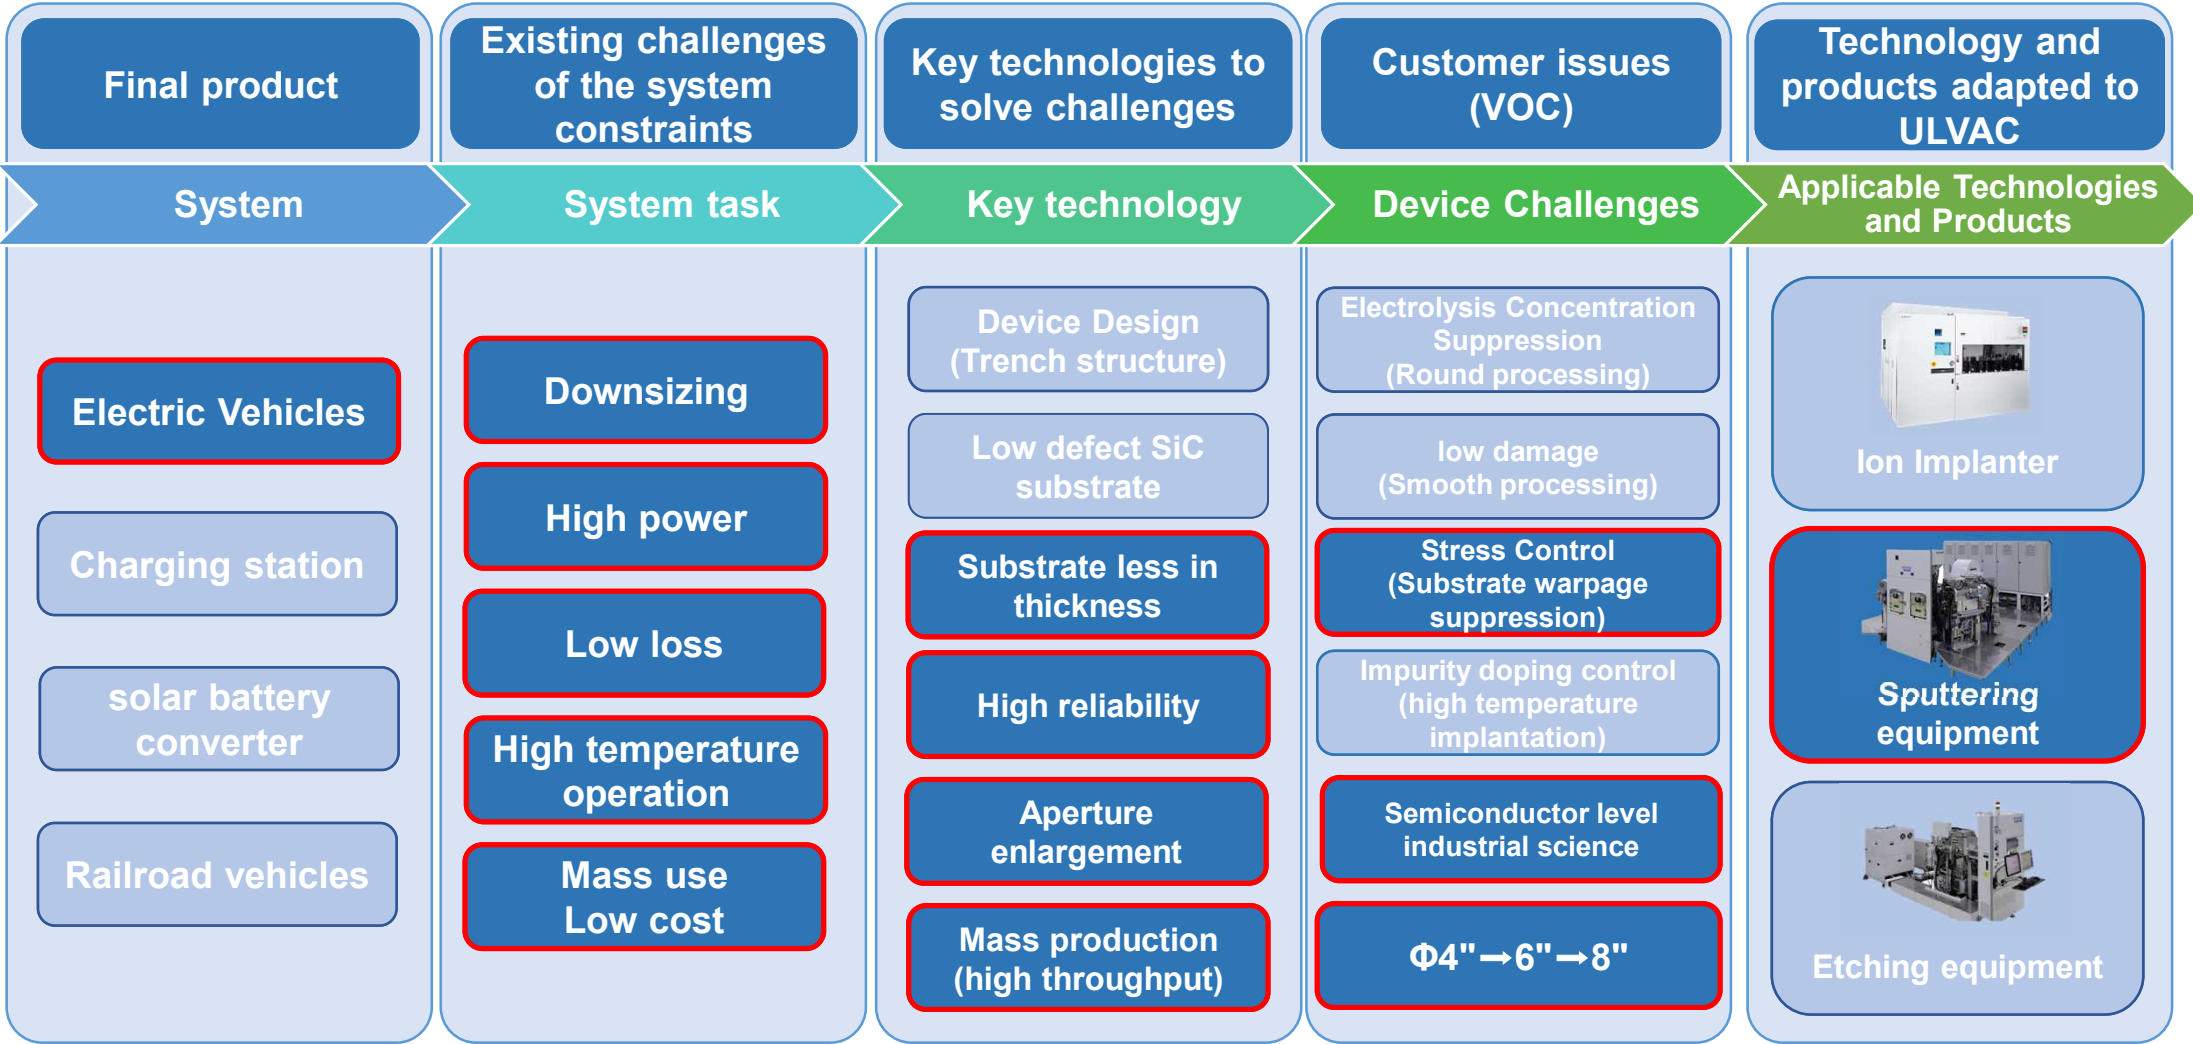 Final product
Existing challenges
of the system
constraints
Key technologies to
solve challenges
Customer issues
(VOC)
Technology and
products adapted to
ULVAC
System
System task
Key technology
Device Challenges
Applicable Technologies
and Products
Electric Vehicles
Charging station
solar battery
converter
Railroad vehicles
Downsizing
High power
Low loss
High temperature
operation
Mass use
Low cost
Device Design
(Trench structure)
Low defect SiC
substrate
Substrate less in
thickness
High reliability
Aperture
enlargement
Mass production
(high throughput)
Electrolysis Concentration
Suppression
(Round processing)
low damage
(Smooth processing)
Stress Control
(Substrate warpage
suppression)
Impurity doping control
(high temperature
implantation)
Semiconductor level
industrial science
Φ4"→6"→8"
Ion Implanter
Sputtering
equipment
Etching equipment